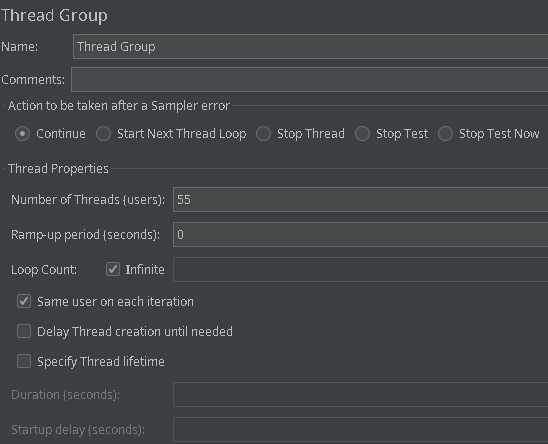 Thread Group
Name: Thread Group
Comments:
Action to be taken after a Sampler error
Continue Start Next Thread Loop Stop Thread Stop Test Stop Test Now
Thread Properties
Number of Threads (users): 55
Ramp-up period (seconds): 0
Loop Count: Infinite
Same user on each iteration
Delay Thread creation until needed
Specify Thread lifetime
Duration (seconds):
Startup delay (seconds):